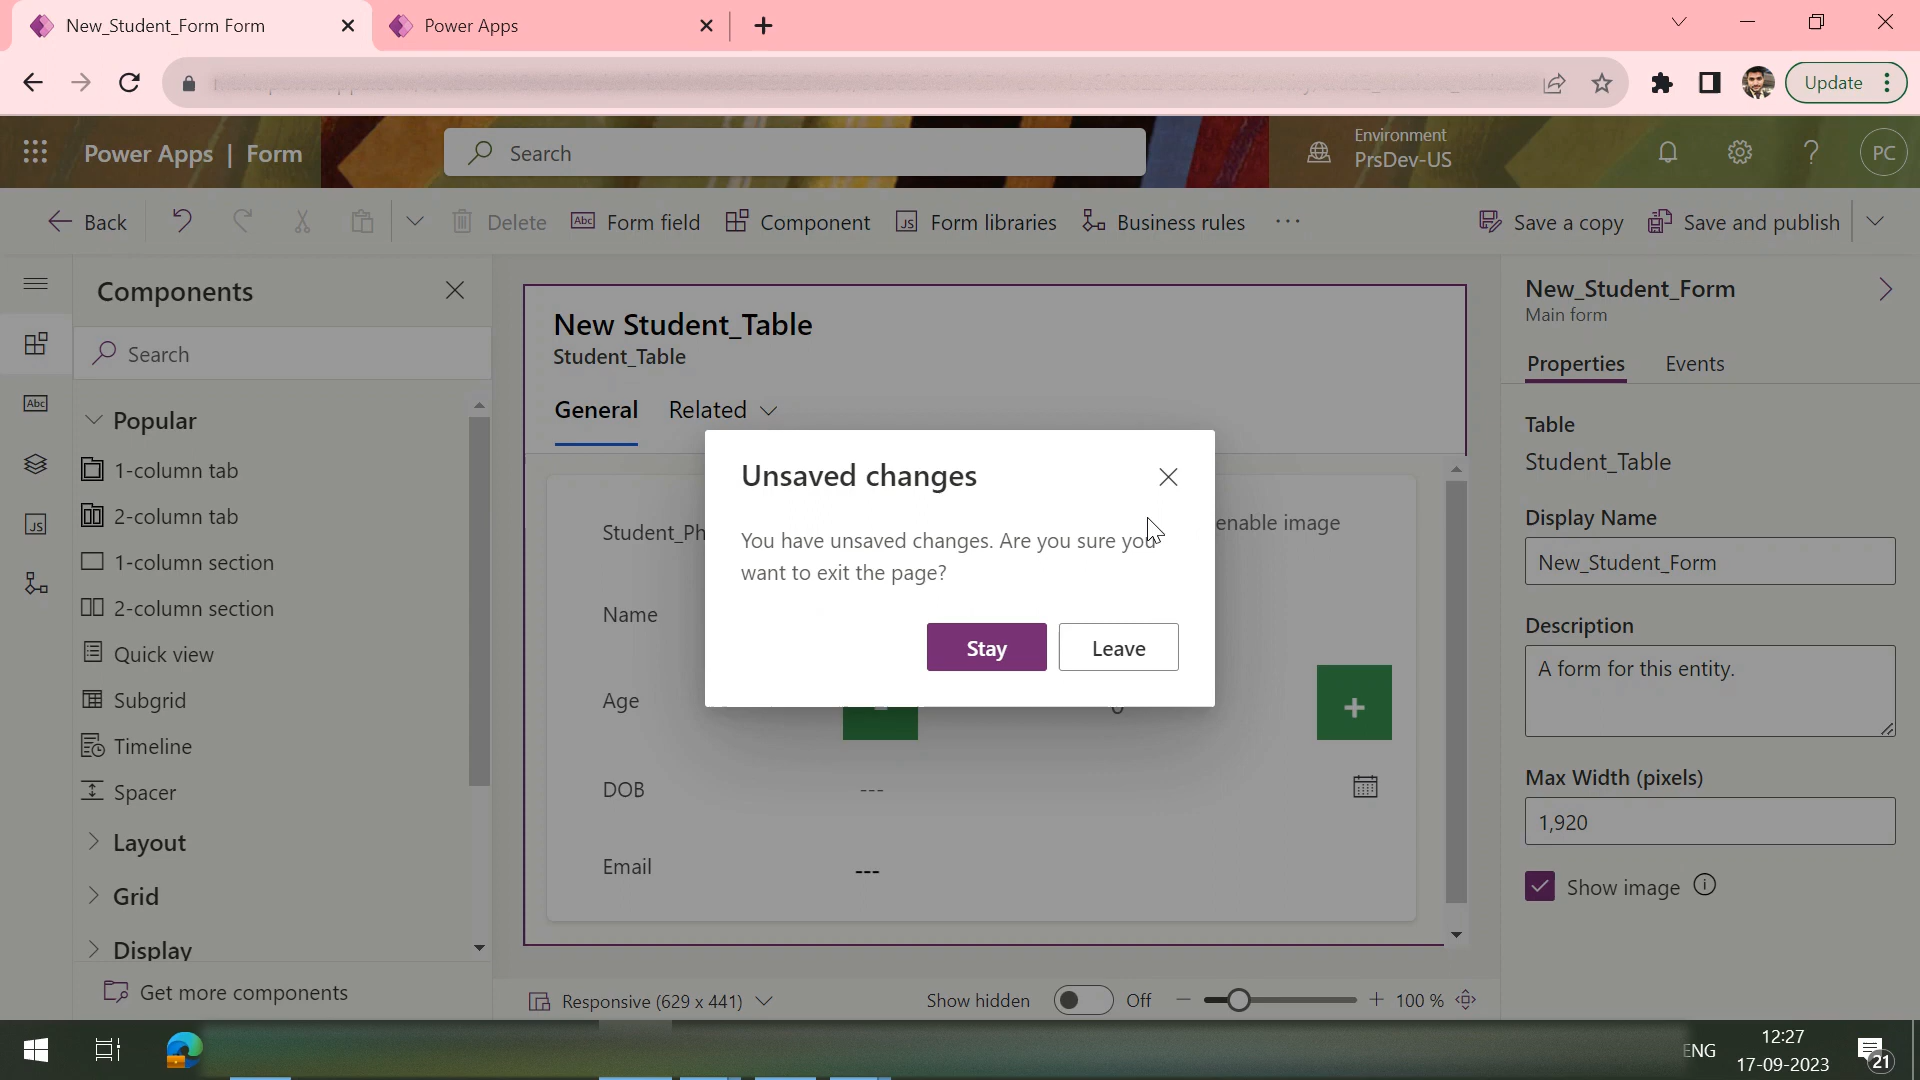 New_Student_Form Form
Power Apps
Update
Power Apps | Form
Search
Environment
PrsDev-US
PC
Back
Delete
Abc
Form field
Component
JS
Form libraries
Business rules
Save a copy
Save and publish
Components
Search
Popular
1-column tab
2-column tab
1-column section
2-column section
Quick view
Subgrid
Timeline
Spacer
Layout
Grid
Display
Get more components
Abc
JS
New Student_Table
Student_Table
General
Related
Student_Ph
enable image
Name
Age
0
DOB
---
Email
---
Unsaved changes
You have unsaved changes. Are you sure you
want to exit the page?
Stay
Leave
Responsive (629 x 441)
Show hidden
Off
100 %
New_Student_Form
Main form
Properties
Events
Table
Student_Table
Display Name
New_Student_Form
Description
A form for this entity.
Max Width (pixels)
1,920
Show image
ENG
12:27
17-09-2023
21